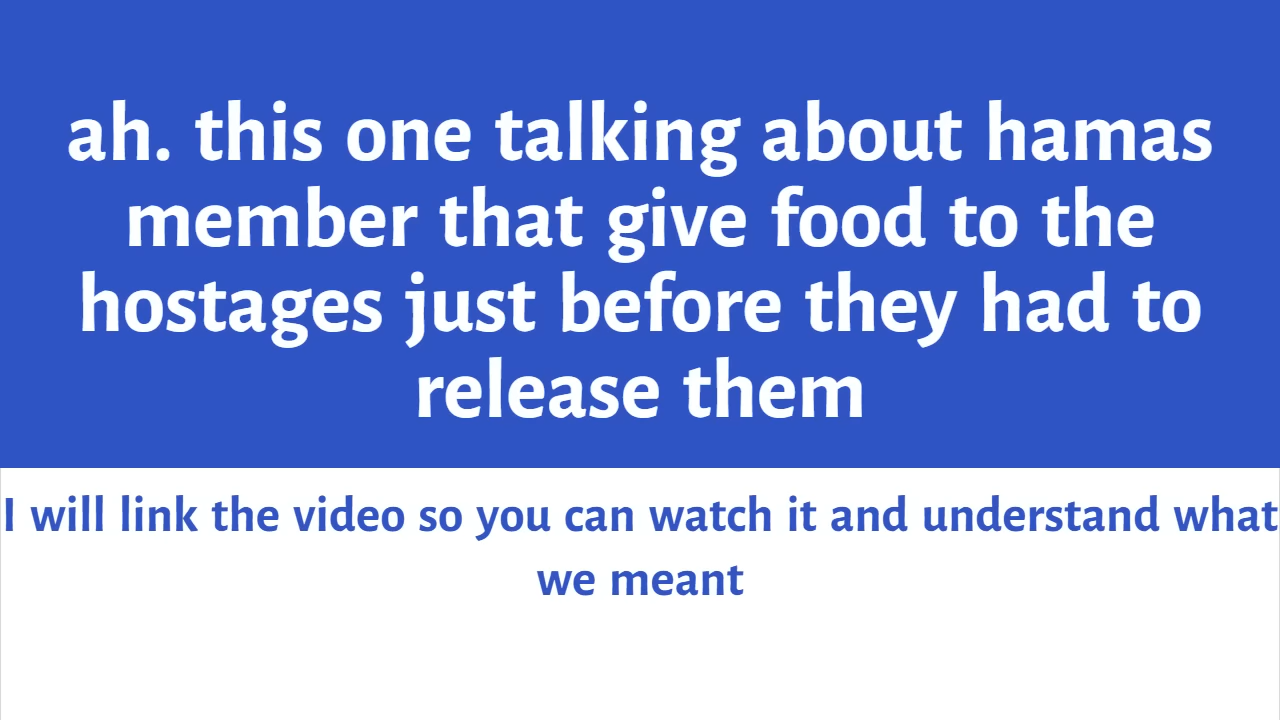 ah. this one talking about hamas
member that give food to the
hostages just before they had to
release them
I will link the video so you can watch it and understand what
we meant